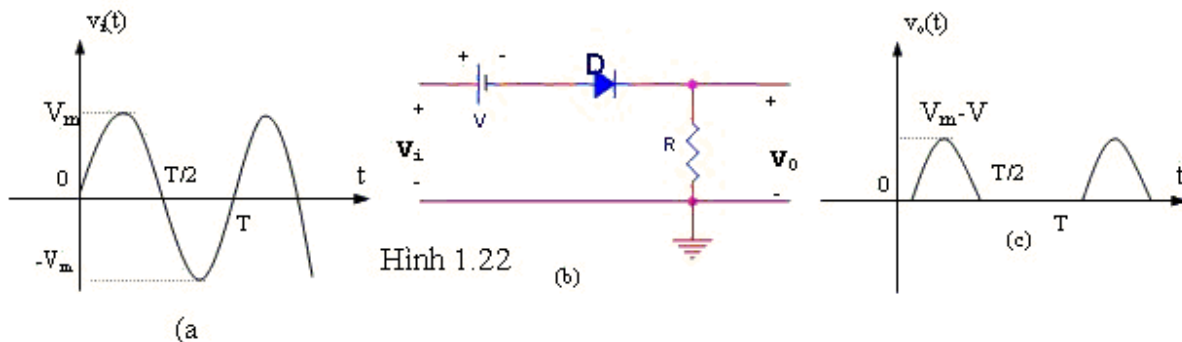 vᵢ(t)
Vₘ
0
T/2
t
T
-Vₘ
(a
+ -
D
V
+
Vᵢ
-
R
+
V₀
-
Hình 1.22
(b)
vₒ(t)
Vₘ-V
0
T/2
t
T
(c)